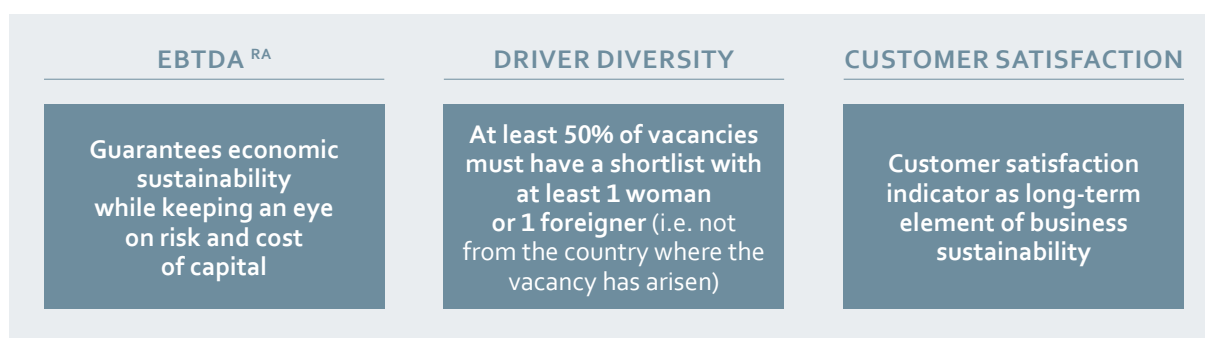 EBTDA RA
Guarantees economic
sustainability
while keeping an eye
on risk and cost
of capital
DRIVER DIVERSITY
At least 50% of vacancies
must have a shortlist with
at least 1 woman
or 1 foreigner (i.e. not
from the country where the
vacancy has arisen)
CUSTOMER SATISFACTION
Customer satisfaction
indicator as long-term
element of business
sustainability